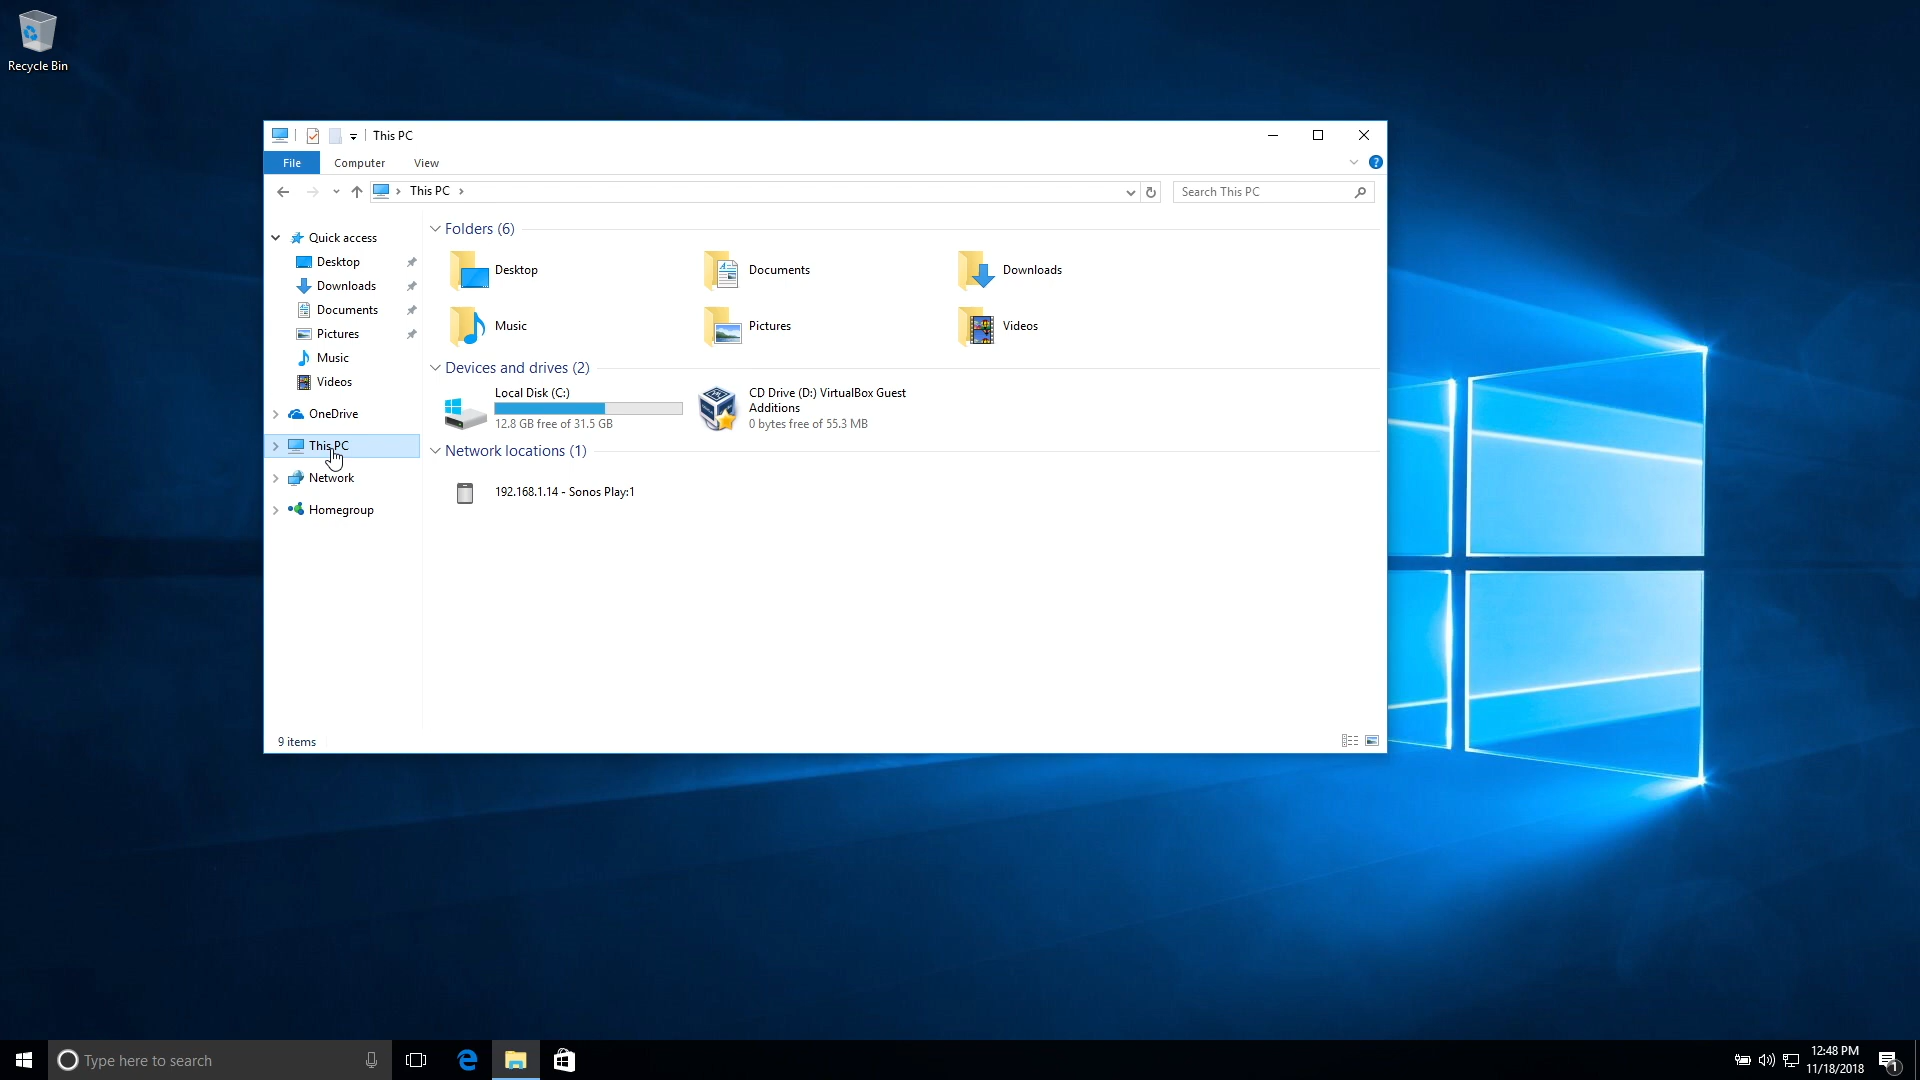 Recycle Bin
This PC
File
Computer
View
?
This PC
Search This PC
Quick access
Desktop
Downloads
Documents
Pictures
Music
Videos
OneDrive
This PC
Network
Homegroup
Folders (6)
Desktop
Documents
Downloads
Music
Pictures
Videos
Devices and drives (2)
Local Disk (C:)
12.8 GB free of 31.5 GB
CD Drive (D:) VirtualBox Guest
Additions
0 bytes free of 55.3 MB
Network locations (1)
192.168.1.14 - Sonos Play:1
9 items
Type here to search
12:48 PM
11/18/2018
1